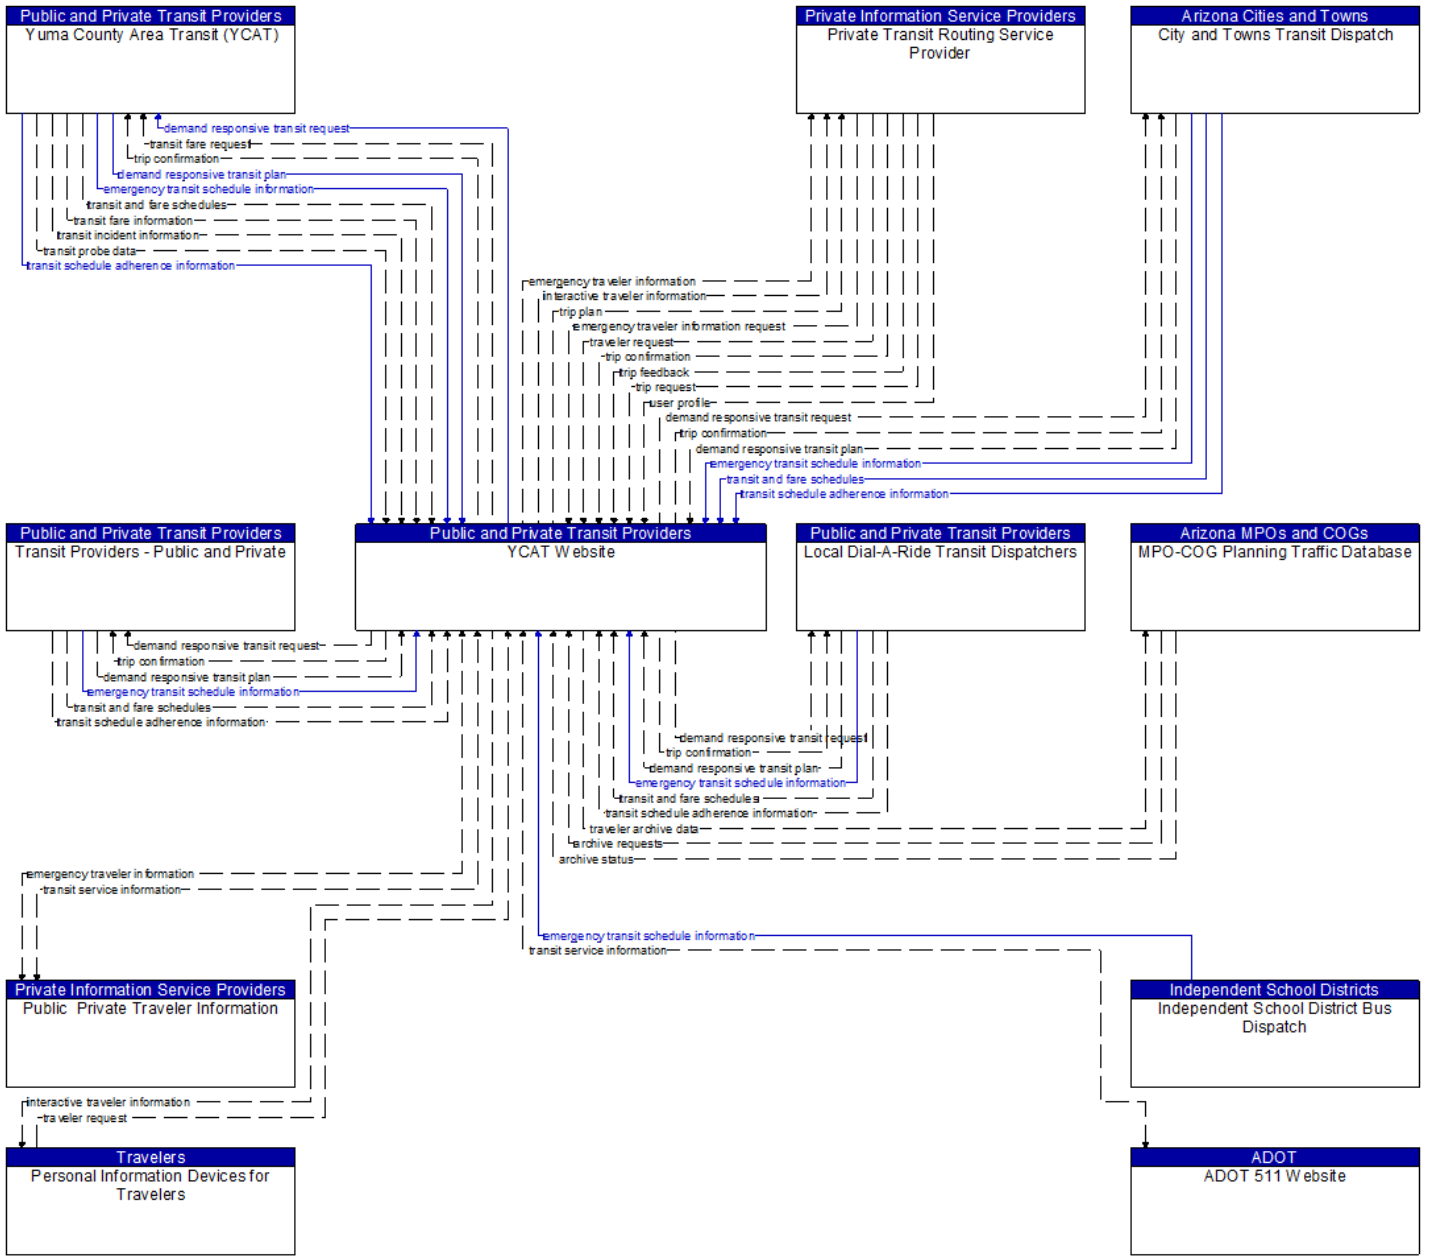 Public and Private Transit Providers
Yuma County Area Transit (YCAT)
Private Information Service Providers
Private Transit Routing Service
Provider
Arizona Cities and Towns
City and Towns Transit Dispatch
demand responsive transit request
transit fare request
trip confirmation
demand responsive transit plan
emergency transit schedule information
transit and fare schedules
transit fare information
transit incident information
transit probe data
transit schedule adherence information
emergency traveler information
interactive traveler information
trip plan
emergency traveler information request
traveler request
trip confirmation
trip feedback
trip request
user profile
demand responsive transit request
trip confirmation
demand responsive transit plan
emergency transit schedule information
transit and fare schedules
transit schedule adherence information
Public and Private Transit Providers
Transit Providers - Public and Private
Public and Private Transit Providers
YCAT Website
Public and Private Transit Providers
Local Dial-A-Ride Transit Dispatchers
Arizona MPOs and COGs
MPO-COG Planning Traffic Database
demand responsive transit request
trip confirmation
demand responsive transit plan
emergency transit schedule information
transit and fare schedules
transit schedule adherence information
demand responsive transit request
trip confirmation
demand responsive transit plan
emergency transit schedule information
transit and fare schedules
transit schedule adherence information
traveler archive data
archive requests
archive status
emergency traveler information
transit service information
emergency transit schedule information
transit service information
Private Information Service Providers
Public  Private Traveler Information
Independent School Districts
Independent School District Bus
Dispatch
interactive traveler information
traveler request
Travelers
Personal Information Devices for
Travelers
ADOT
ADOT 511 Website